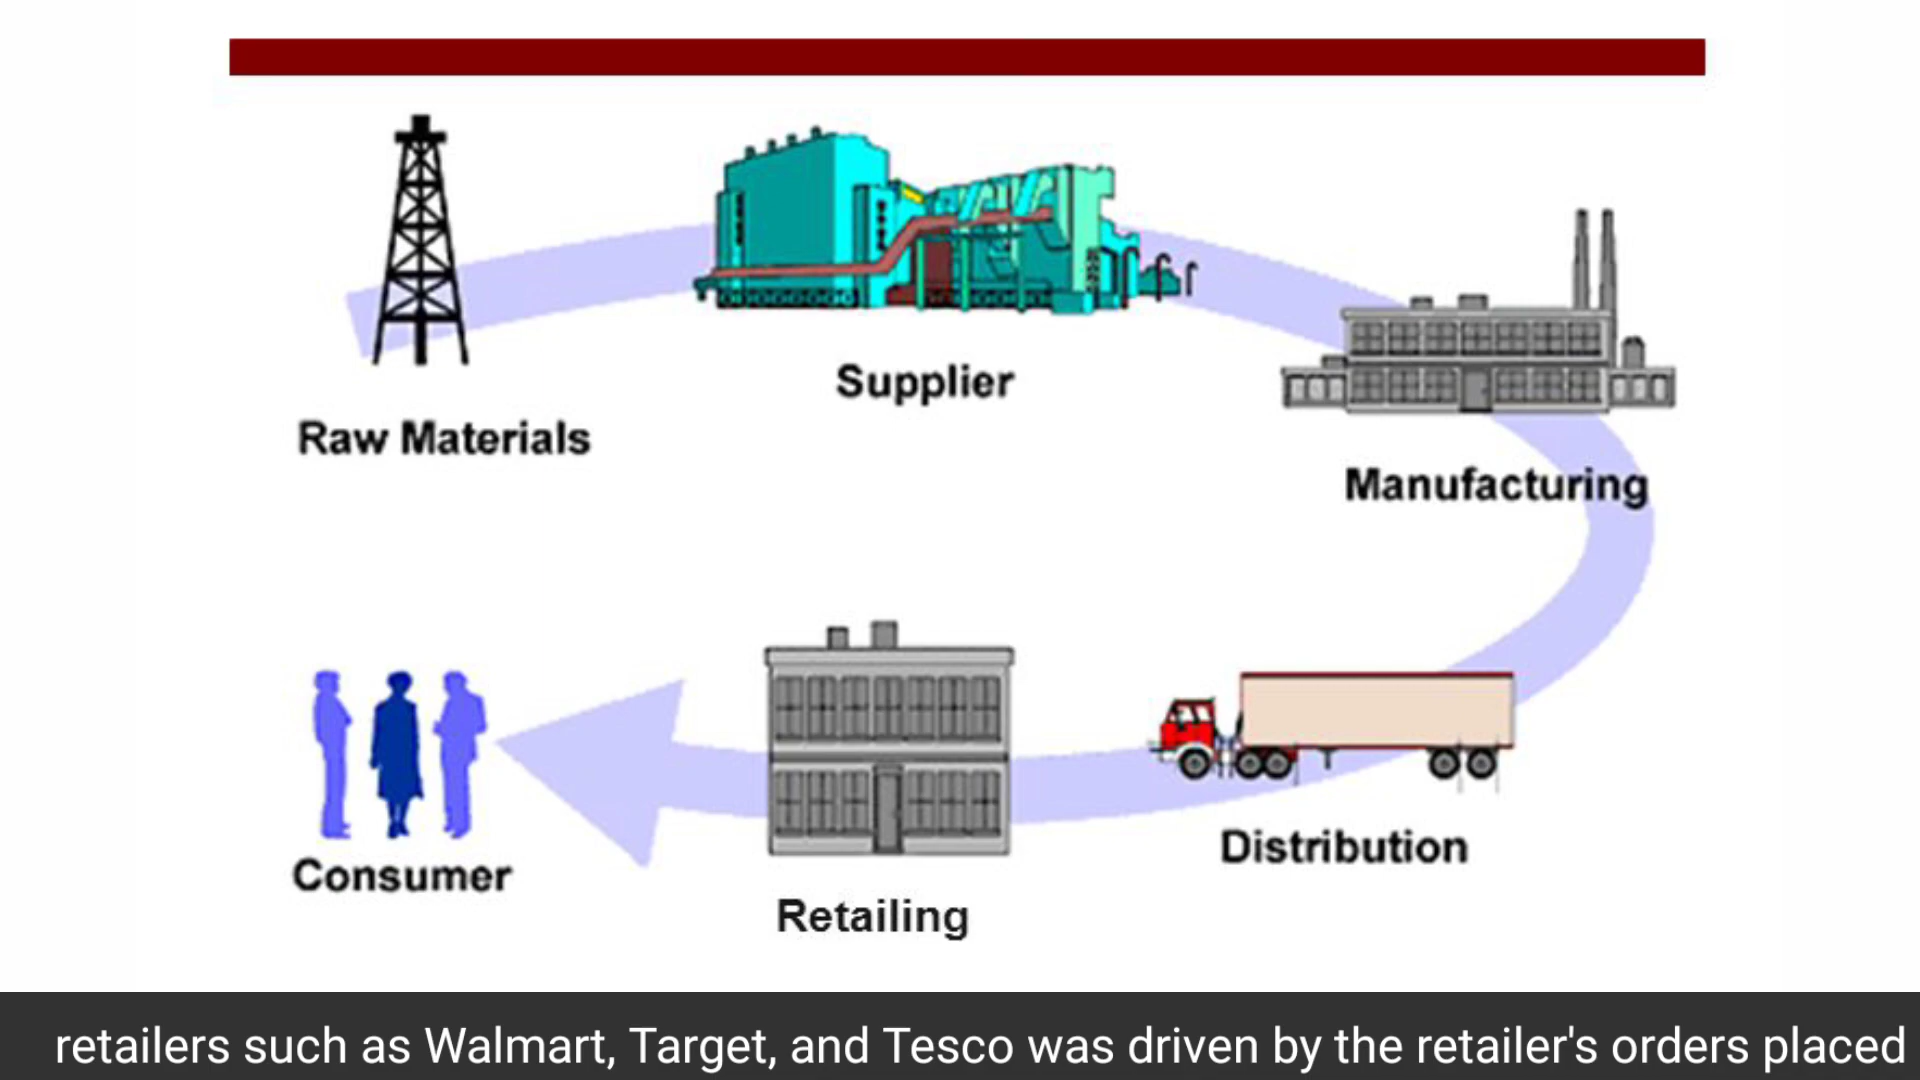 Raw Materials
Supplier
Manufacturing
Distribution
Retailing
Consumer
retailers such as Walmart, Target, and Tesco was driven by the retailer's orders placed